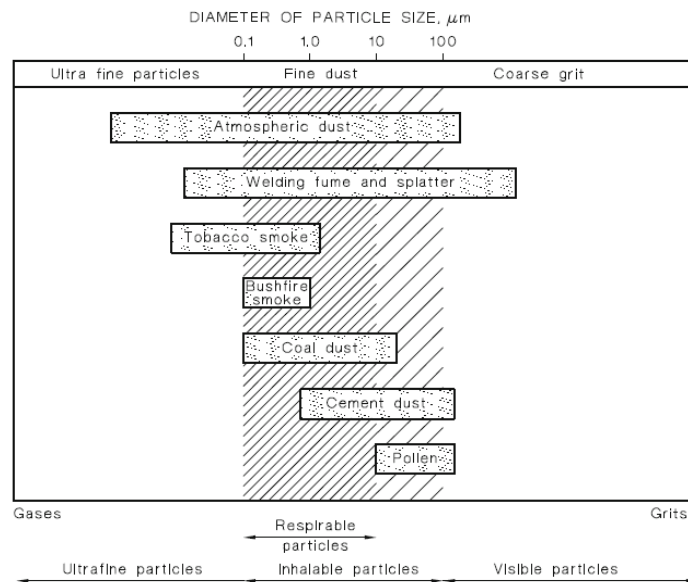 DIAMETER OF PARTICLE SIZE, μm
0.1 1.0 10 100
Ultra fine particles Fine dust Coarse grit
Atmospheric dust
Welding fume and splatter
Tobacco smoke
Bushfire
smoke
Coal dust
Cement dust
Pollen
Gases Grits
Respirable
particles
Ultrafine particles Inhalable particles Visible particles